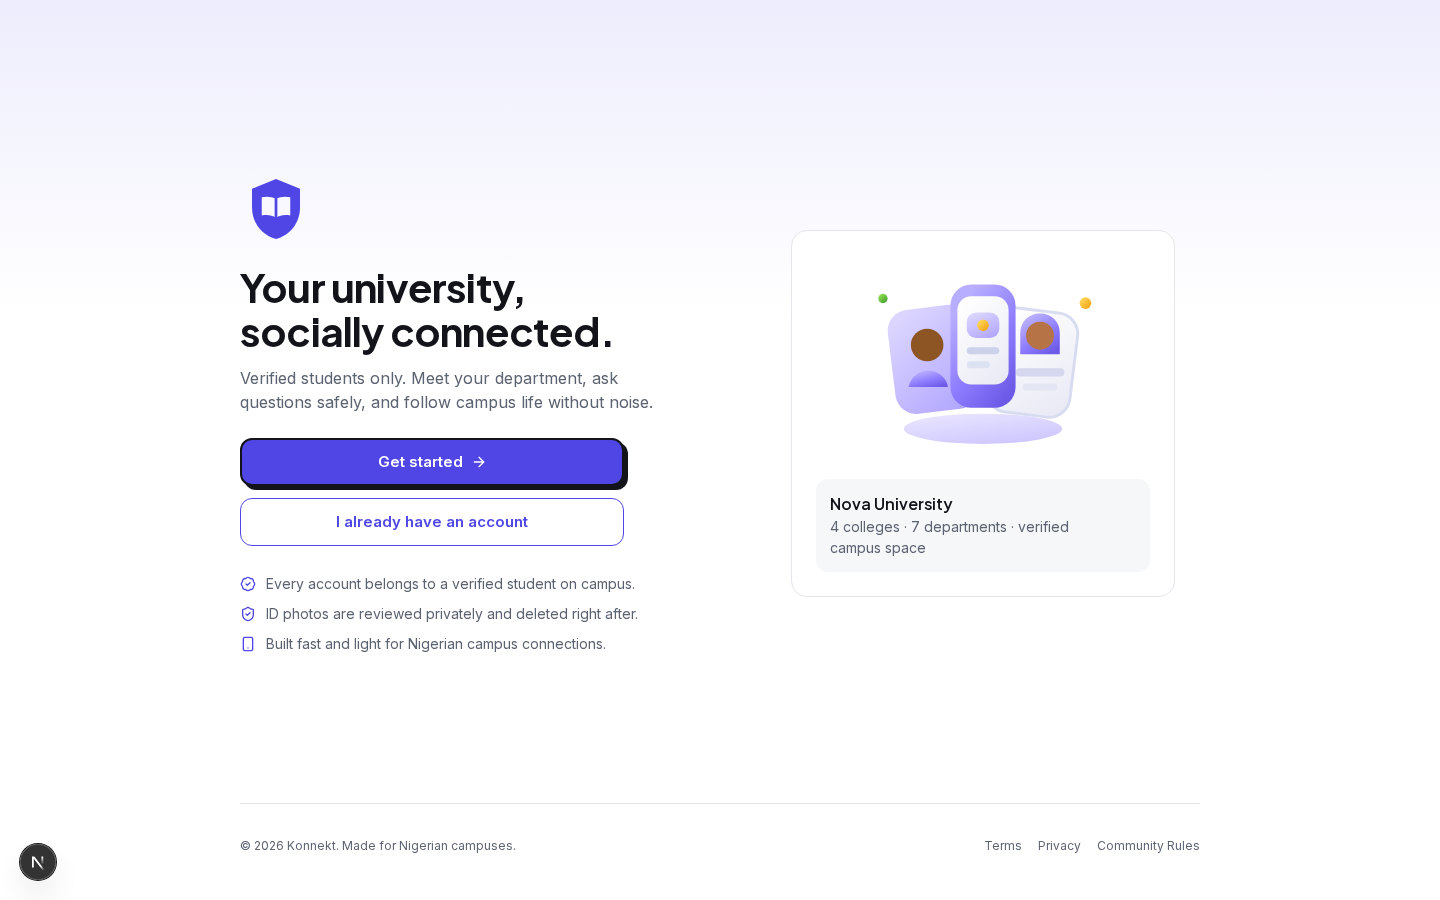 Your university,
socially connected.
Verified students only. Meet your department, ask
questions safely, and follow campus life without noise.
Get started →
I already have an account
Every account belongs to a verified student on campus.
ID photos are reviewed privately and deleted right after.
Built fast and light for Nigerian campus connections.
Nova University
4 colleges · 7 departments · verified
campus space
© 2026 Konnekt. Made for Nigerian campuses.
Terms Privacy Community Rules
N